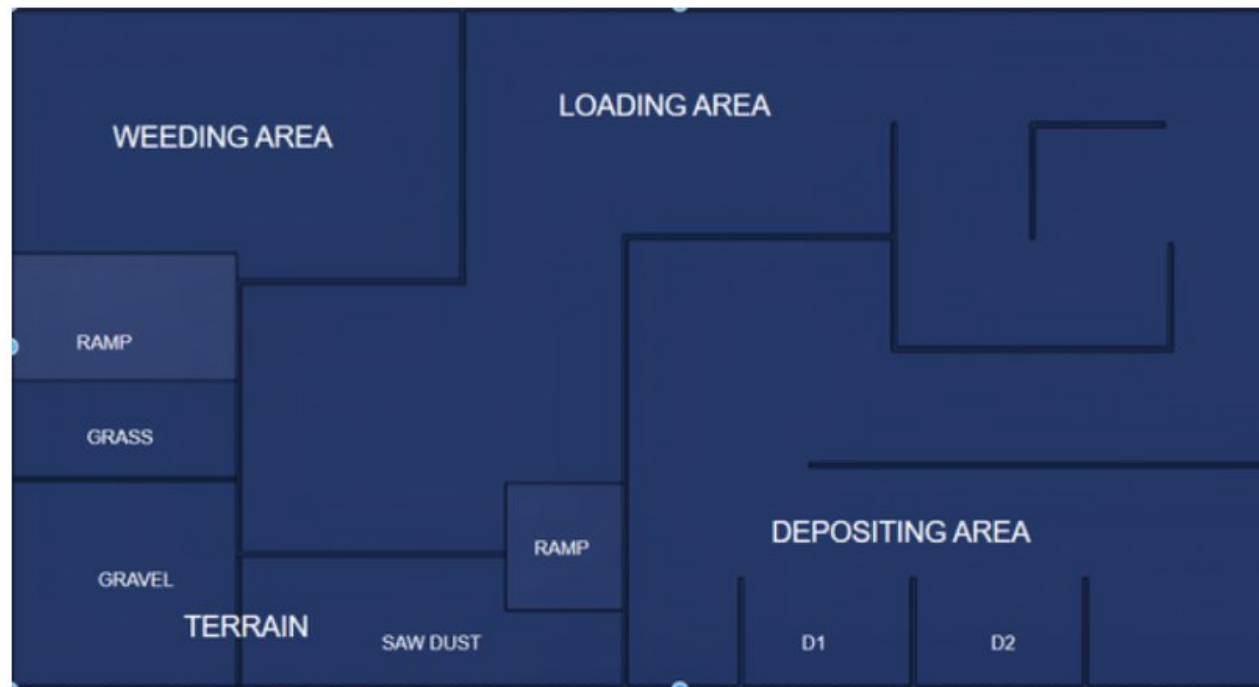 LOADING AREA
WEEDING AREA
RAMP
GRASS
DEPOSITING AREA
RAMP
GRAVEL
TERRAIN
SAW DUST
D1
D2